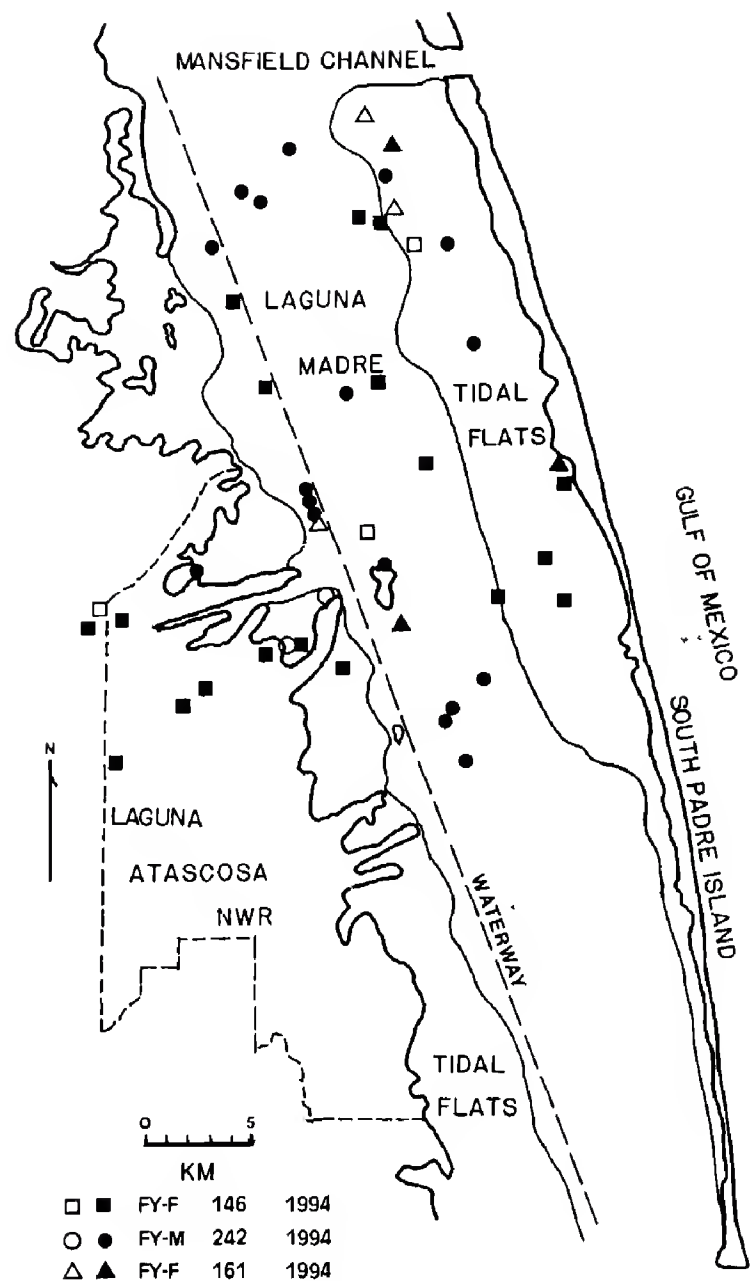 MANSFIELD CHANNEL
LAGUNA
MADRE
TIDAL
FLATS
GULF OF MEXICO
SOUTH PADRE ISLAND
N
LAGUNA
ATASCOSA
NWR
WATERWAY
TIDAL
FLATS
0 5
KM
FY-F 146 1994
FY-M 242 1994
FY-F 161 1994